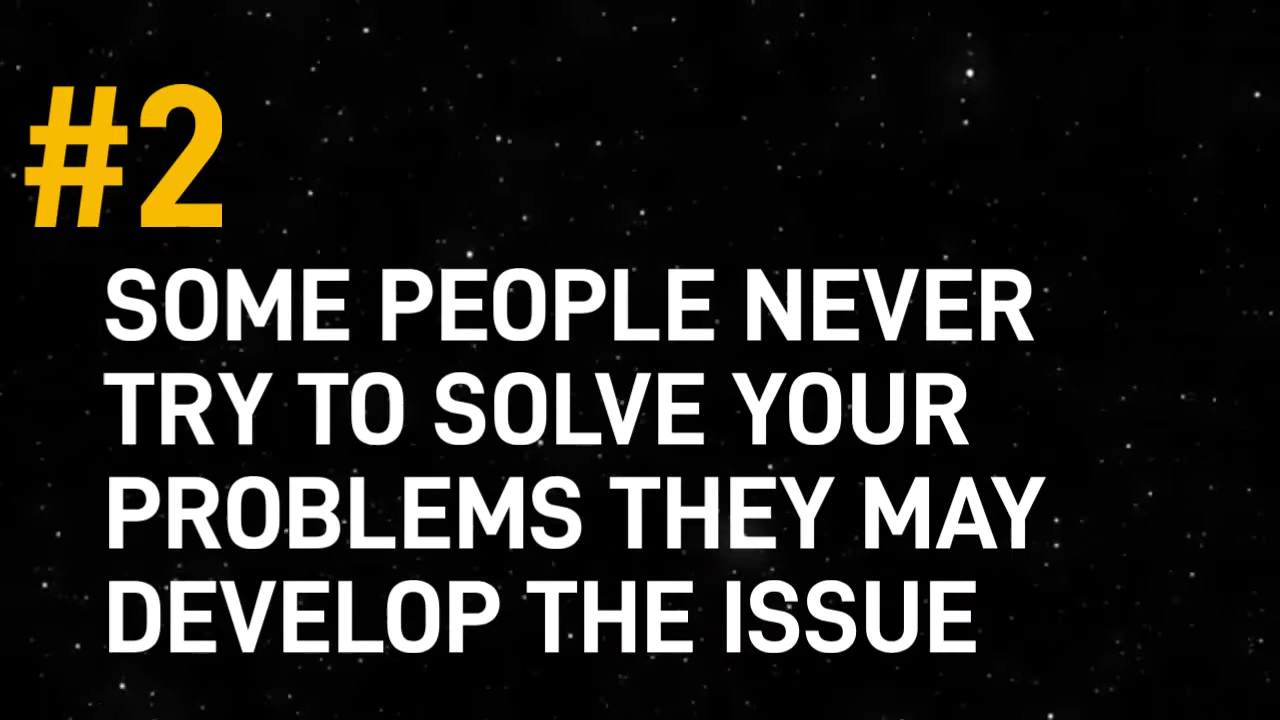 #2
SOME PEOPLE NEVER
TRY TO SOLVE YOUR
PROBLEMS THEY MAY
DEVELOP THE ISSUE